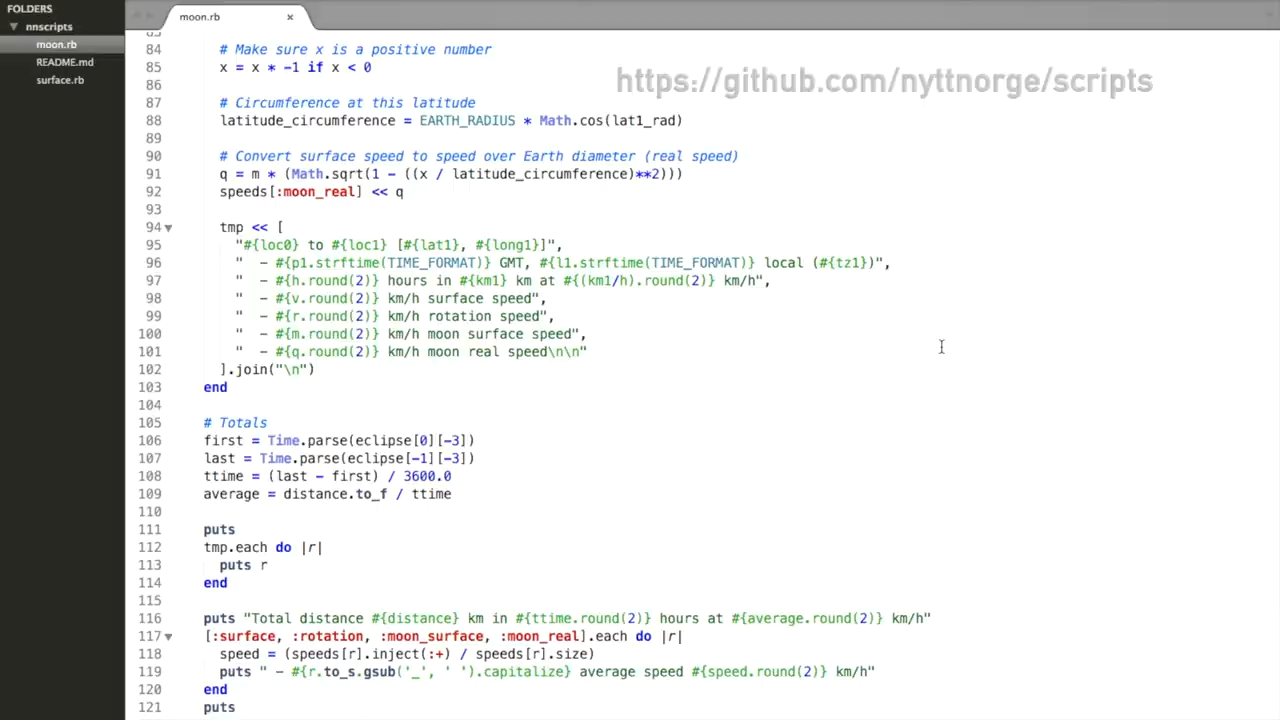 FOLDERS
nnscripts
moon.rb
README.md
surface.rb
moon.rb ×
https://github.com/nyttnorge/scripts
84 # Make sure x is a positive number
85 x = x * -1 if x < 0
86
87 # Circumference at this latitude
88 latitude_circumference = EARTH_RADIUS * Math.cos(lat1_rad)
89
90 # Convert surface speed to speed over Earth diameter (real speed)
91 q = m * (Math.sqrt(1 - ((x / latitude_circumference)**2)))
92 speeds[:moon_real] << q
93
94 tmp << [
95 "#{loc0} to #{loc1} [#{lat1}, #{long1}]",
96 " - #{p1.strftime(TIME_FORMAT)} GMT, #{l1.strftime(TIME_FORMAT)} local (#{tz1})",
97 " - #{h.round(2)} hours in #{km1} km at #{(km1/h).round(2)} km/h",
98 " - #{v.round(2)} km/h surface speed",
99 " - #{r.round(2)} km/h rotation speed",
100 " - #{m.round(2)} km/h moon surface speed",
101 " - #{q.round(2)} km/h moon real speed\n\n"
102 ].join("\n")
103 end
104
105 # Totals
106 first = Time.parse(eclipse[0][-3])
107 last = Time.parse(eclipse[-1][-3])
108 ttime = (last - first) / 3600.0
109 average = distance.to_f / ttime
110
111 puts
112 tmp.each do |r|
113 puts r
114 end
115
116 puts "Total distance #{distance} km in #{ttime.round(2)} hours at #{average.round(2)} km/h"
117 [:surface, :rotation, :moon_surface, :moon_real].each do |r|
118 speed = (speeds[r].inject(:+) / speeds[r].size)
119 puts " - #{r.to_s.gsub('_', ' ').capitalize} average speed #{speed.round(2)} km/h"
120 end
121 puts